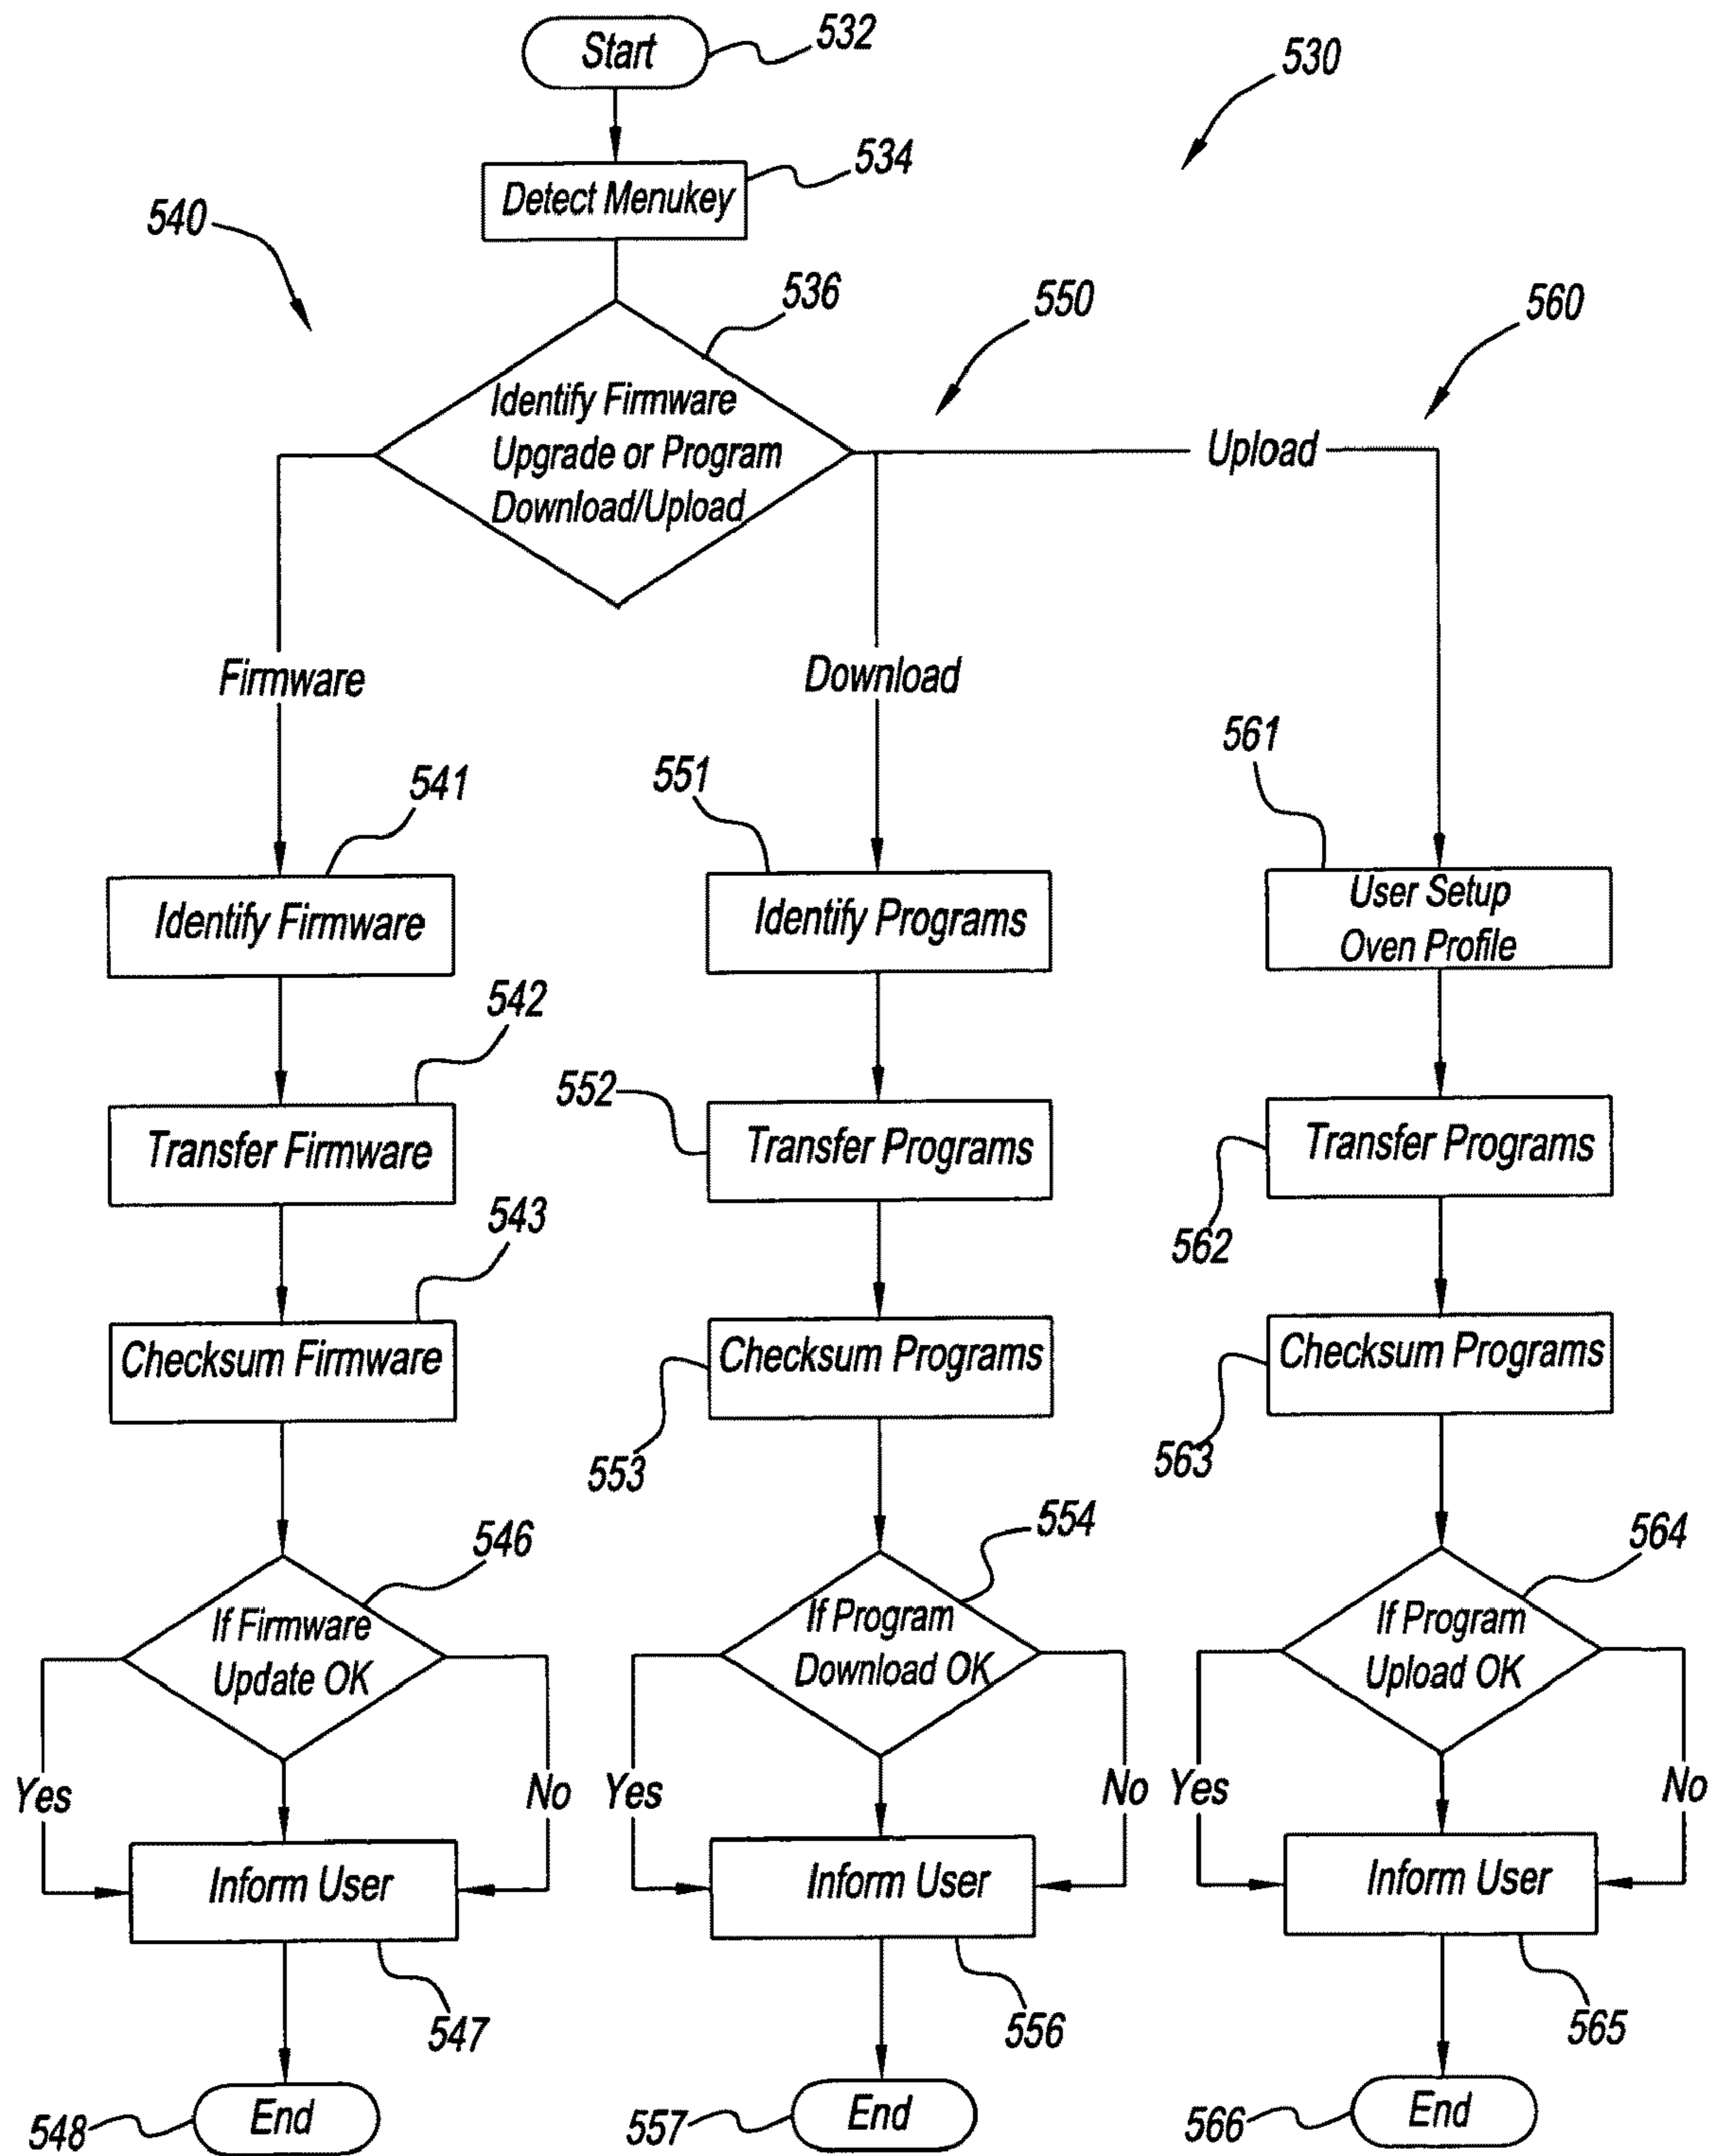 Start
532
530
Detect Menukey
534
540
536
550
560
Identify Firmware
Upgrade or Program
Download/Upload
Upload
Firmware
Download
541
551
561
Identify Firmware
Identify Programs
User Setup
Oven Profile
542
552
562
Transfer Firmware
Transfer Programs
Transfer Programs
543
553
563
Checksum Firmware
Checksum Programs
Checksum Programs
546
554
564
If Firmware
Update OK
If Program
Download OK
If Program
Upload OK
Yes
No
Yes
No
Yes
No
Inform User
Inform User
Inform User
547
556
565
End
End
End
548
557
566